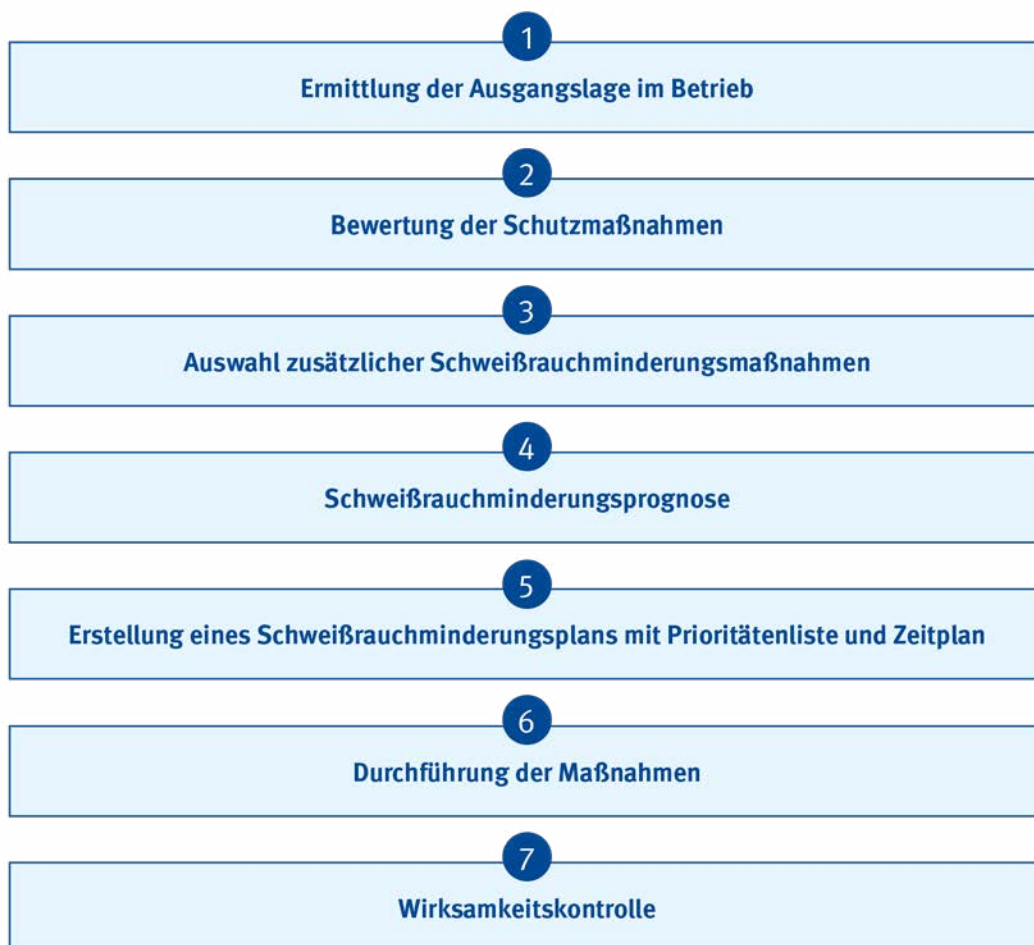 1
Ermittlung der Ausgangslage im Betrieb
2
Bewertung der Schutzmaßnahmen
3
Auswahl zusätzlicher Schweißrauchminderungsmaßnahmen
4
Schweißrauchminderungsprognose
5
Erstellung eines Schweißrauchminderungsplans mit Prioritätenliste und Zeitplan
6
Durchführung der Maßnahmen
7
Wirksamkeitskontrolle